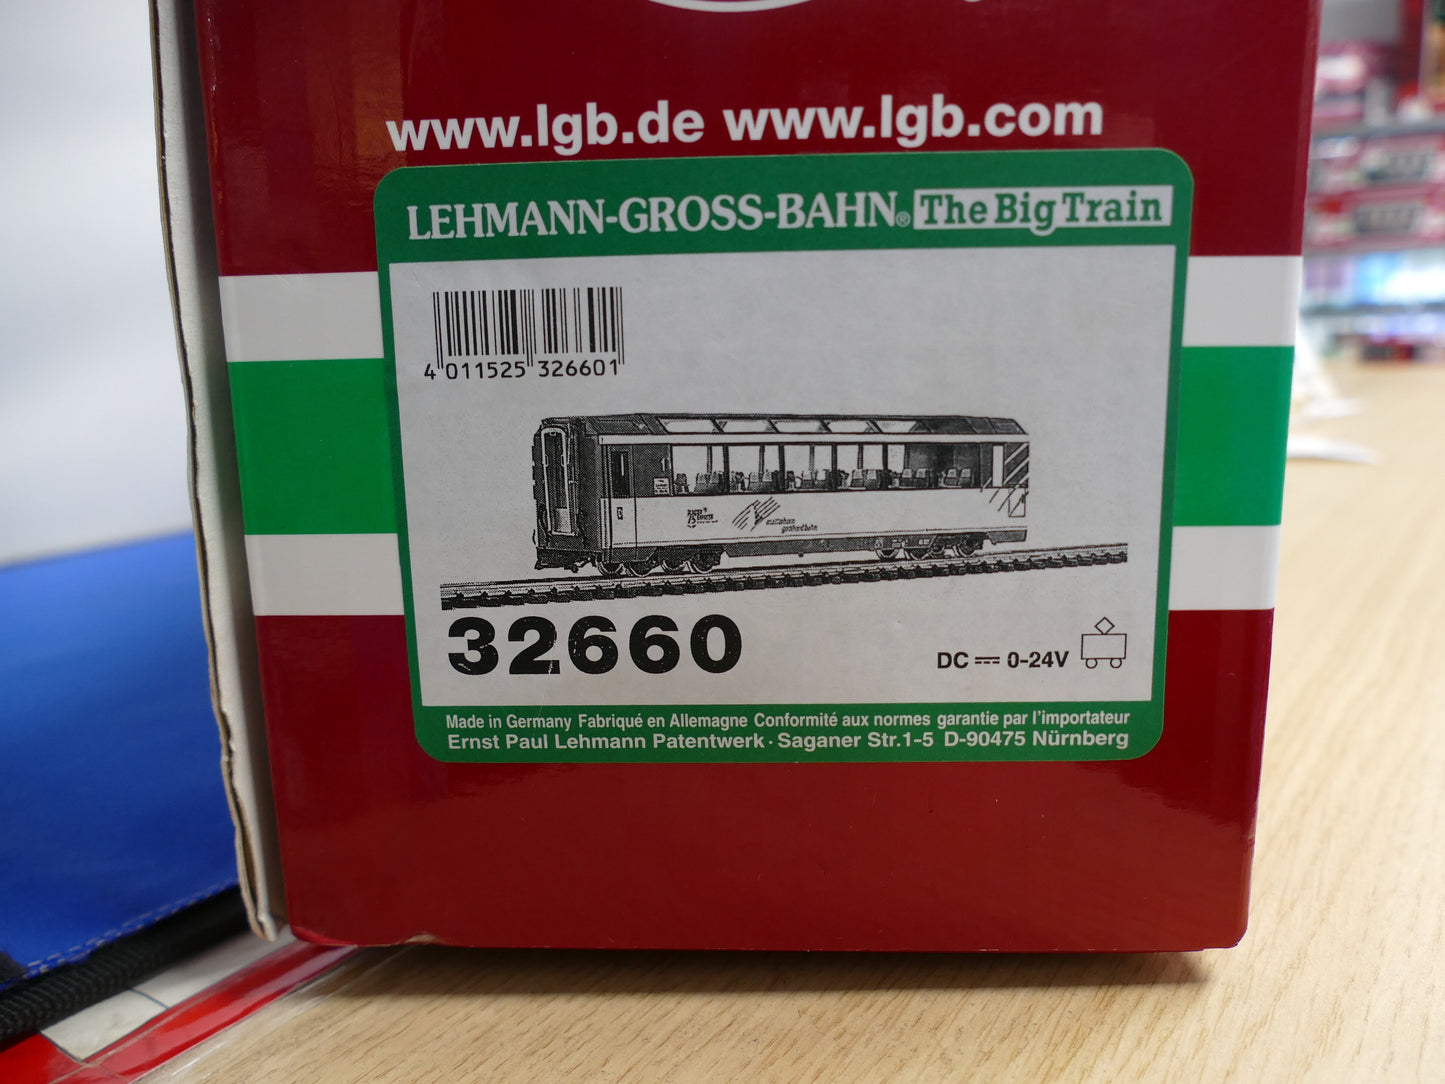 www.lgb.de www.lgb.com
LEHMANN-GROSS-BAHN® The Big Train
4 011525 326601
matterhorn
gotthardbahn
32660
DC 0-24V
Made in Germany Fabriqué en Allemagne Conformité aux normes garantie par l'importateur
Ernst Paul Lehmann Patentwerk · Saganer Str.1-5 D-90475 Nürnberg